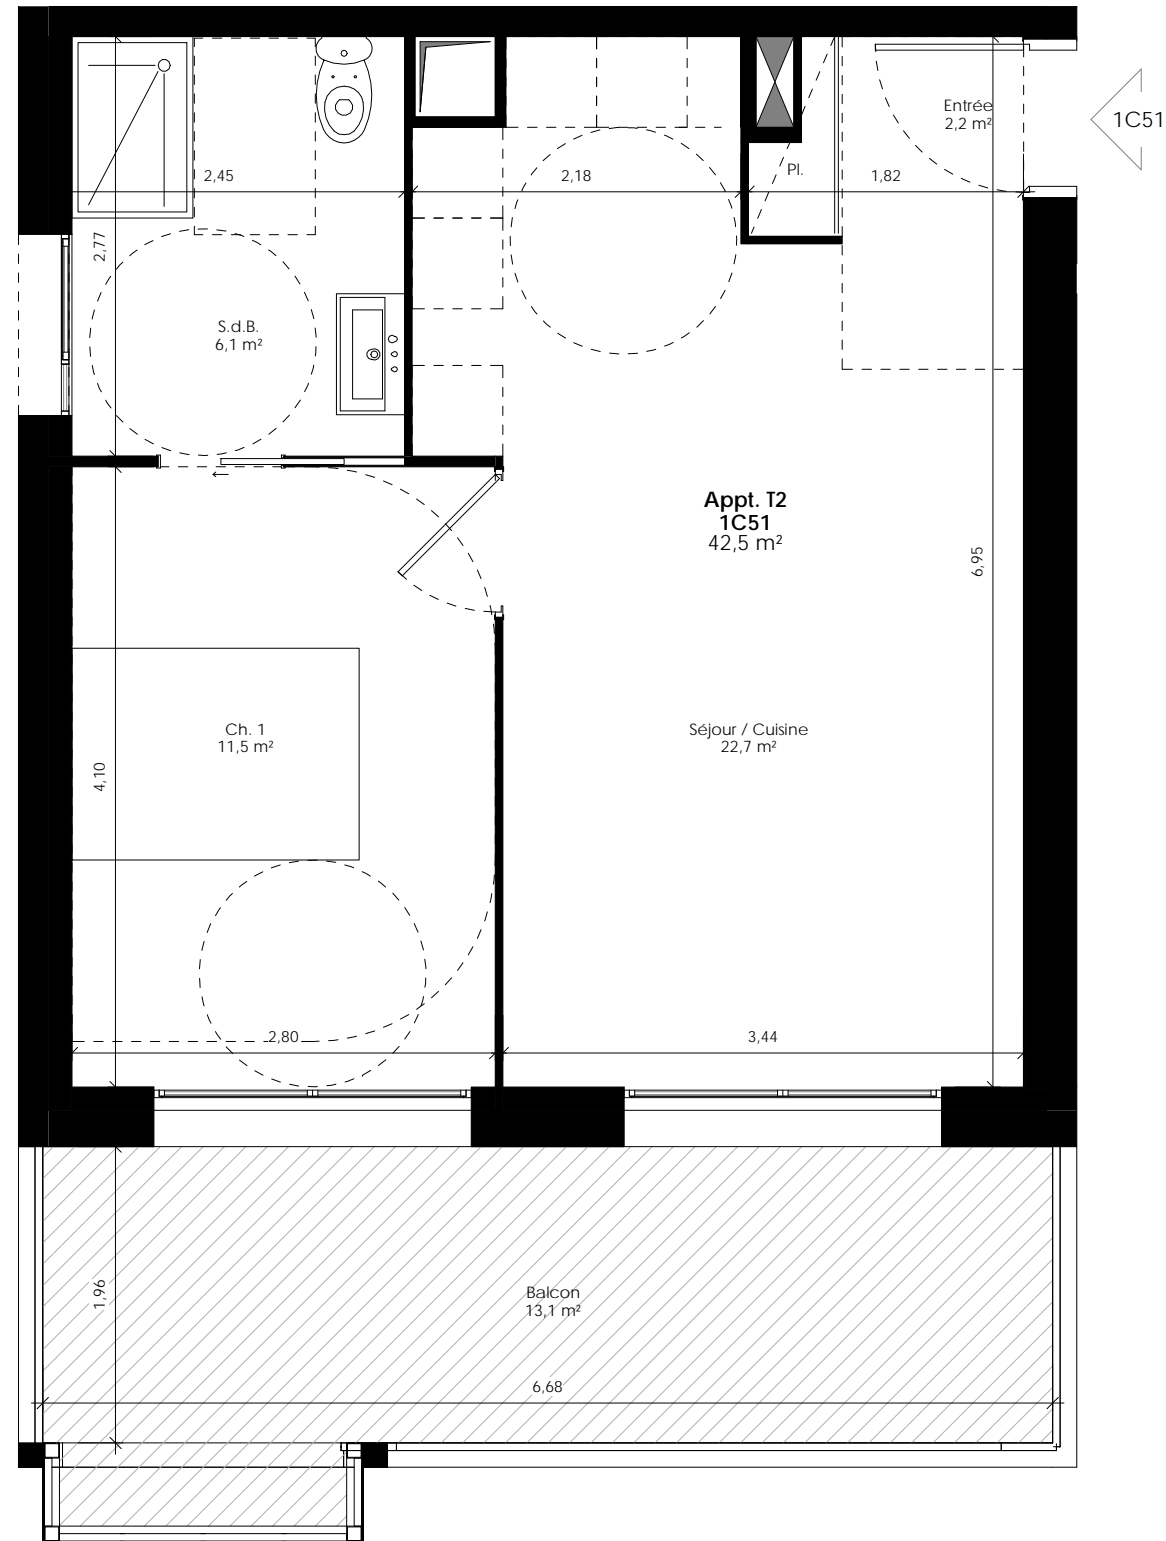 Entrée
2,2 m²
1C51
Pl.
2,45
2,18
1,82
2,77
S.d.B.
6,1 m²
Appt. T2
1C51
42,5 m²
6,95
Ch. 1
11,5 m²
Séjour / Cuisine
22,7 m²
4,10
2,80
3,44
1,96
Balcon
13,1 m²
6,68